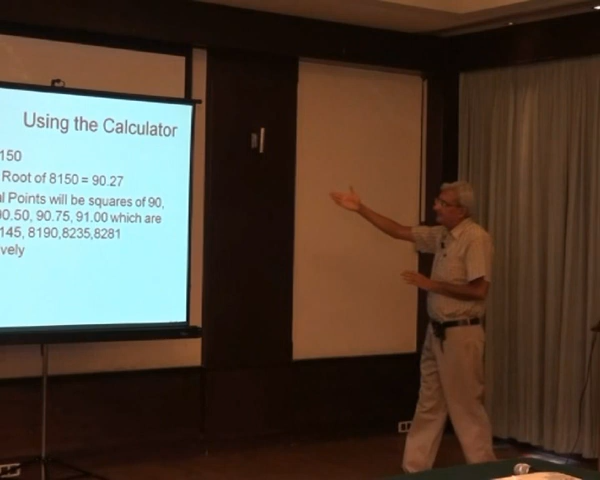 Using the Calculator
150
Root of 8150 = 90.27
Points will be squares of 90,
90.50, 90.75, 91.00 which are
145, 8190,8235,8281
vely